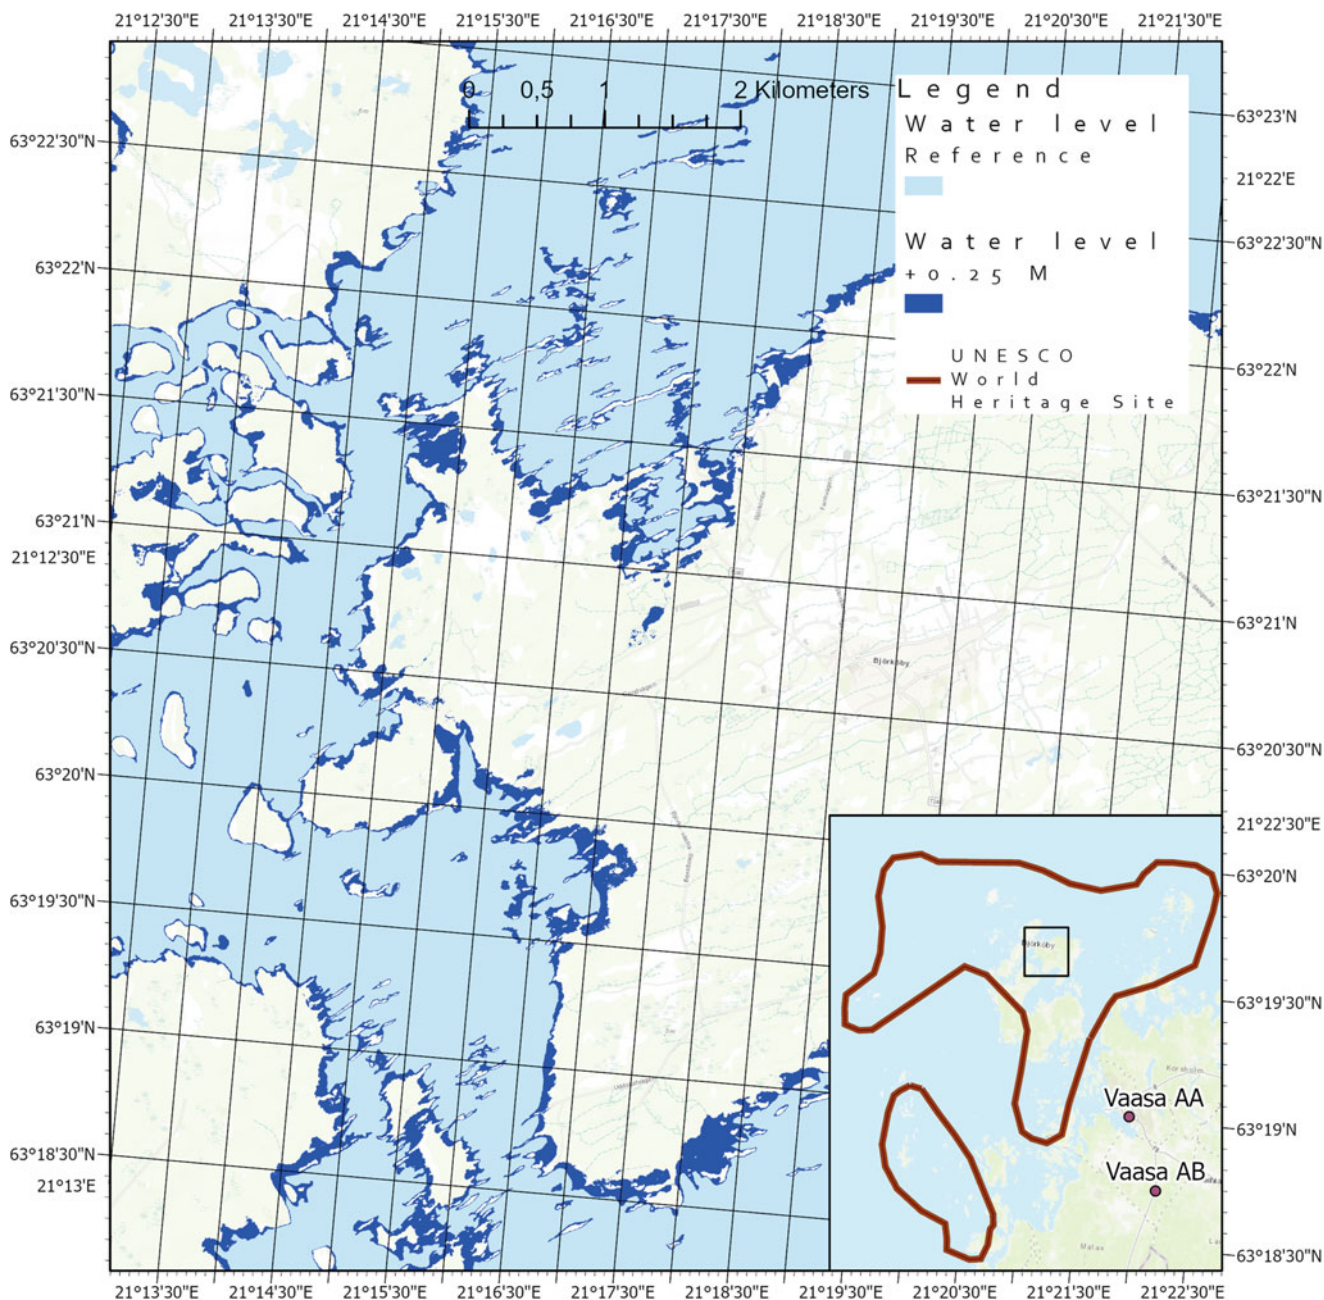 21°12'30"E 21°13'30"E 21°14'30"E 21°15'30"E 21°16'30"E 21°17'30"E 21°18'30"E 21°19'30"E 21°20'30"E 21°21'30"E
0 0,5 1 2 Kilometers
Legend
Water level
Reference
Water level
+0.25 M
UNESCO
World
Heritage Site
63°22'30"N
63°22'N
63°21'30"N
63°21'N
21°12'30"E
63°20'30"N
63°20'N
63°19'30"N
63°19'N
63°18'30"N
21°13'E
63°23'N
21°22'E
63°22'30"N
63°22'N
63°21'30"N
63°21'N
63°20'30"N
21°22'30"E
63°20'N
63°19'30"N
63°19'N
63°18'30"N
Björköby
Björköby
Korsholm
Vaasa AA
Vaasa AB
Malax
21°13'30"E 21°14'30"E 21°15'30"E 21°16'30"E 21°17'30"E 21°18'30"E 21°19'30"E 21°20'30"E 21°21'30"E 21°22'30"E